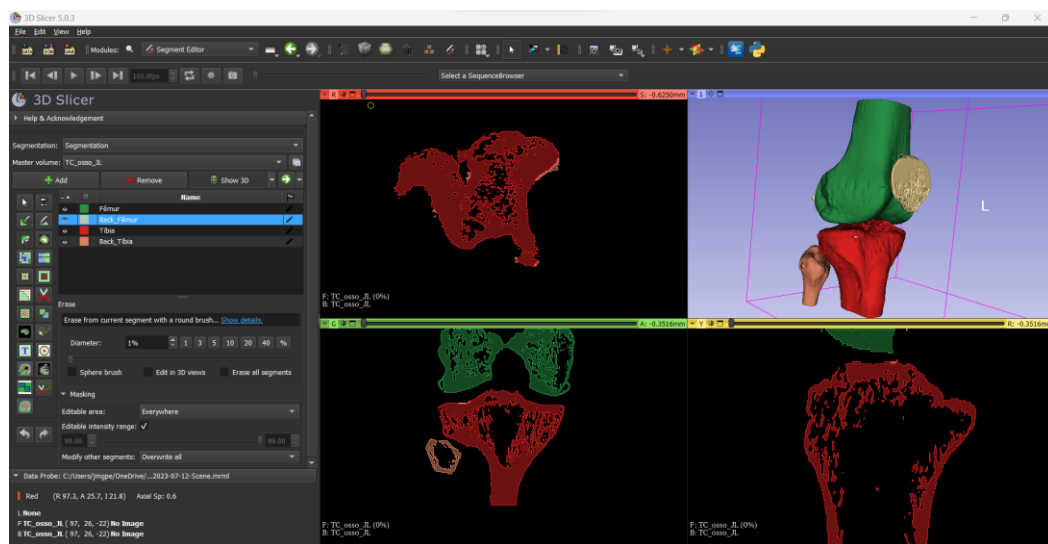 3D Slicer 5.0.3
File Edit View Help
Modules: Segment Editor
100.0fps Select a SequenceBrowser
3D Slicer
Help & Acknowledgement
Segmentation: Segmentation
Master volume: TC_osso_JL
Add Remove Show 3D
Name
Fêmur
Back_Fêmur
Tíbia
Back_Tíbia
Erase
Erase from current segment with a round brush... Show details.
Diameter: 1% 1 3 5 10 20 40 %
Sphere brush Edit in 3D views Erase all segments
Masking
Editable area: Everywhere
Editable intensity range:
99.00 99.00
Modify other segments: Overwrite all
Data Probe: C:/Users/jmgpe/OneDrive/...2023-07-12-Scene.mrml
Red (R 97.3, A 25.7, I 21.8) Axial Sp: 0.6
L None
F TC_osso_JL ( 97, 26, -22) No Image
B TC_osso_JL ( 97, 26, -22) No Image
R S: -0.6250mm
F: TC_osso_JL (0%)
B: TC_osso_JL
1
L
G A: -0.3516mm
F: TC_osso_JL (0%)
B: TC_osso_JL
Y R: -0.3516mm
F: TC_osso_JL (0%)
B: TC_osso_JL